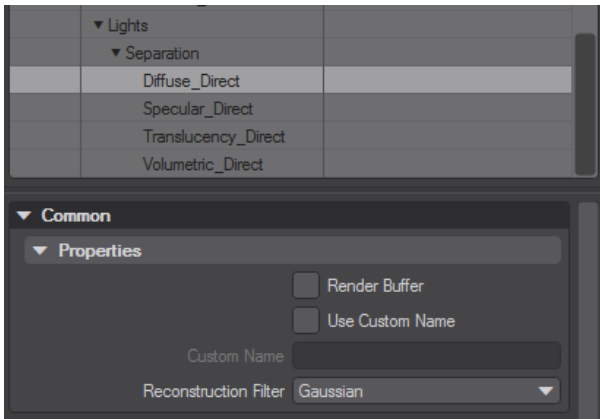 Lights
Separation
Diffuse_Direct
Specular_Direct
Translucency_Direct
Volumetric_Direct
Common
Properties
Render Buffer
Use Custom Name
Custom Name
Reconstruction Filter Gaussian